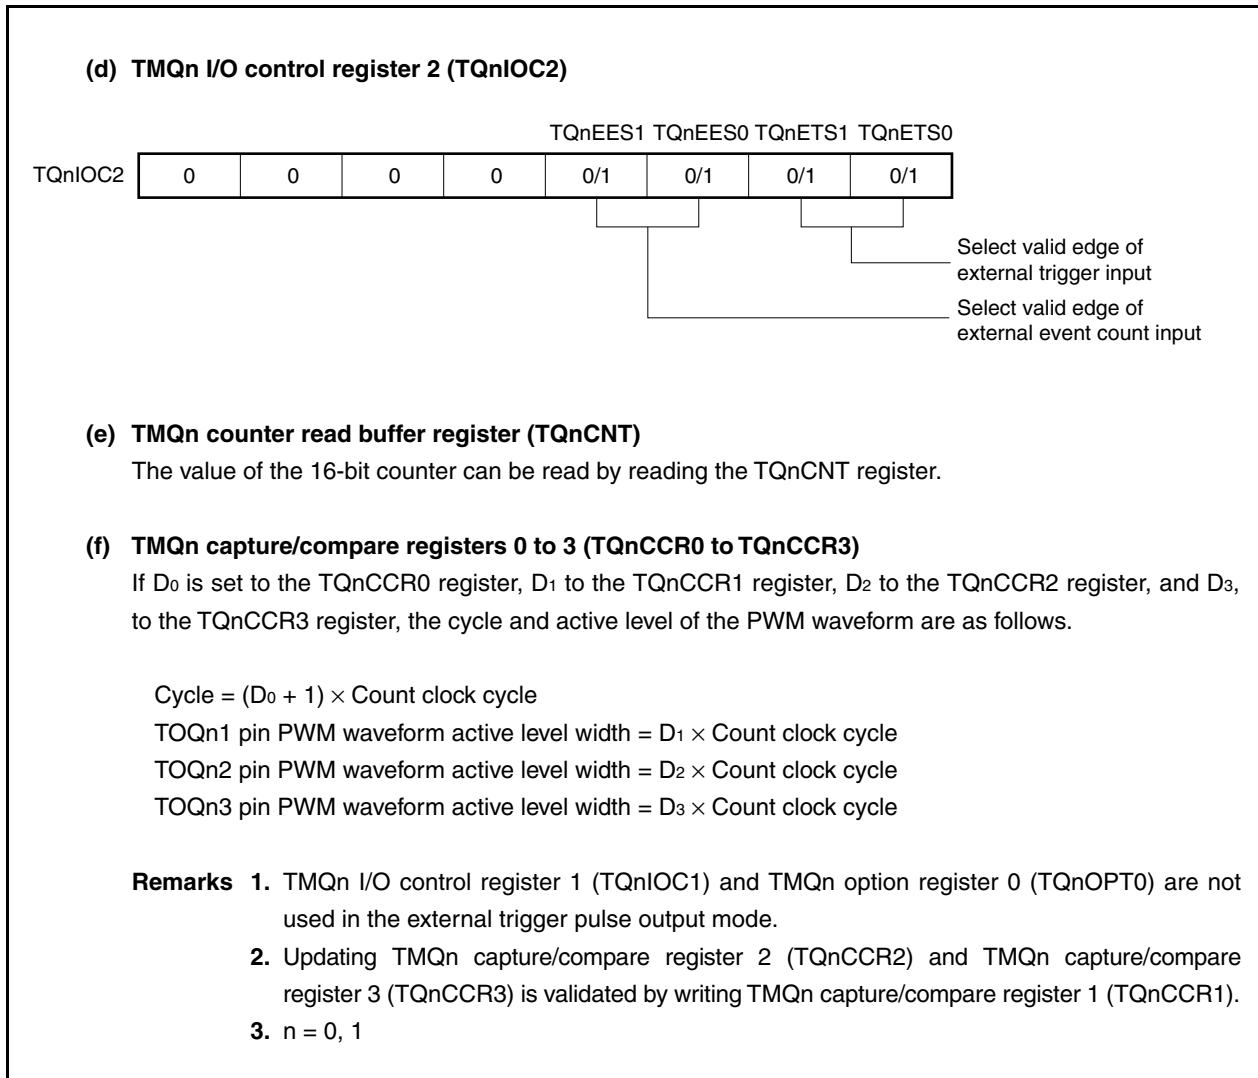 (d) TMQn I/O control register 2 (TQnIOC2)
TQnEES1 TQnEES0 TQnETS1 TQnETS0
TQnIOC2 0 0 0 0 0/1 0/1 0/1 0/1
Select valid edge of
external trigger input
Select valid edge of
external event count input
(e) TMQn counter read buffer register (TQnCNT)
The value of the 16-bit counter can be read by reading the TQnCNT register.
(f) TMQn capture/compare registers 0 to 3 (TQnCCR0 to TQnCCR3)
If D0 is set to the TQnCCR0 register, D1 to the TQnCCR1 register, D2 to the TQnCCR2 register, and D3,
to the TQnCCR3 register, the cycle and active level of the PWM waveform are as follows.
Cycle = (D0 + 1) × Count clock cycle
TOQn1 pin PWM waveform active level width = D1 × Count clock cycle
TOQn2 pin PWM waveform active level width = D2 × Count clock cycle
TOQn3 pin PWM waveform active level width = D3 × Count clock cycle
Remarks 1. TMQn I/O control register 1 (TQnIOC1) and TMQn option register 0 (TQnOPT0) are not
used in the external trigger pulse output mode.
2. Updating TMQn capture/compare register 2 (TQnCCR2) and TMQn capture/compare
register 3 (TQnCCR3) is validated by writing TMQn capture/compare register 1 (TQnCCR1).
3. n = 0, 1